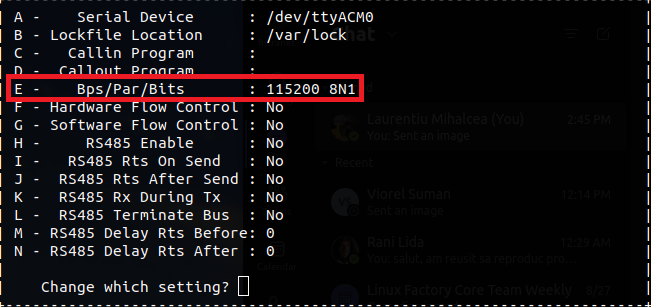 A -    Serial Device      : /dev/ttyACM0
B - Lockfile Location     : /var/lock
C -   Callin Program      :
D -  Callout Program      :
E -    Bps/Par/Bits       : 115200 8N1
F - Hardware Flow Control : No
G - Software Flow Control : No
H -     RS485 Enable      : No
I -   RS485 Rts On Send   : No
J -  RS485 Rts After Send : No
K -  RS485 Rx During Tx   : No
L -  RS485 Terminate Bus  : No
M - RS485 Delay Rts Before: 0
N - RS485 Delay Rts After : 0
Change which setting?
Laurentiu Mihalcea (You) 2:45 PM
You: Sent an image
Recent
Viorel Suman 12:14 PM
Sent an image
Rani Lida 12:29 AM
You: salut, am reusit sa reproduc pro...
Calendar
Linux Factory Core Team Weekly 8/27